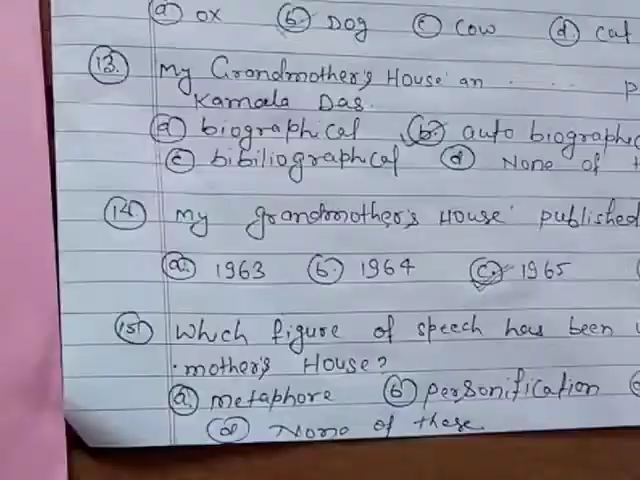 (a) ox (b) Dog (c) Cow (d) Cat
(13.) My Grandmother's House' an . . . . . P
Kamala Das.
(a) biographical (b) auto biographic
(c) bibiliographical (d) None of t
(14.) My grandmother's House' published
(a) 1963 (b) 1964 (c) 1965
(15) Which figure of speech has been u
mother's House?
(a) metaphore (b) personification
(d) None of these